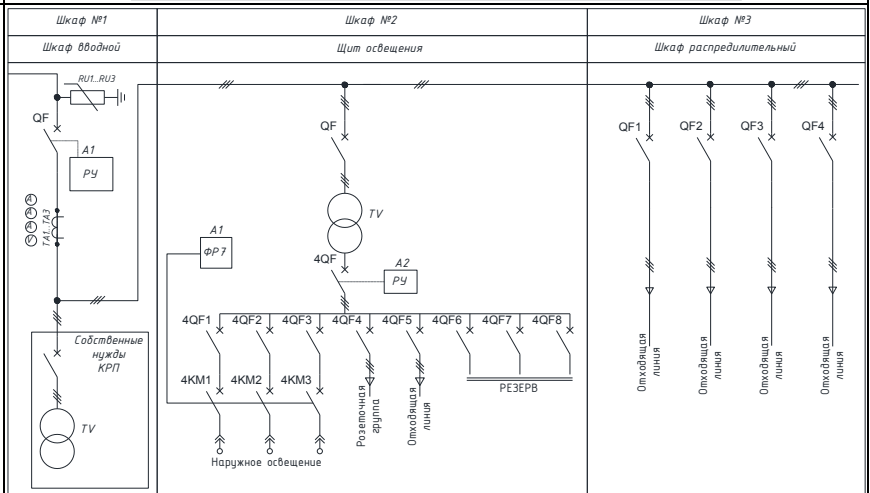 Шкаф №1
Шкаф №2
Шкаф №3
Шкаф вводной
Щит освещения
Шкаф распредилительный
RU1...RU3
QF
A1
РУ
A
A
A
V
TA1...TA3
Собственные
нужды
КРП
TV
QF
TV
A1
ФР7
4QF
A2
РУ
4QF1
4QF2
4QF3
4QF4
4QF5
4QF6
4QF7
4QF8
4KM1
4KM2
4KM3
Розеточная
группа
Отходящая
линия
РЕЗЕРВ
Наружное освещение
QF1
QF2
QF3
QF4
Отходящая
линия
Отходящая
линия
Отходящая
линия
Отходящая
линия